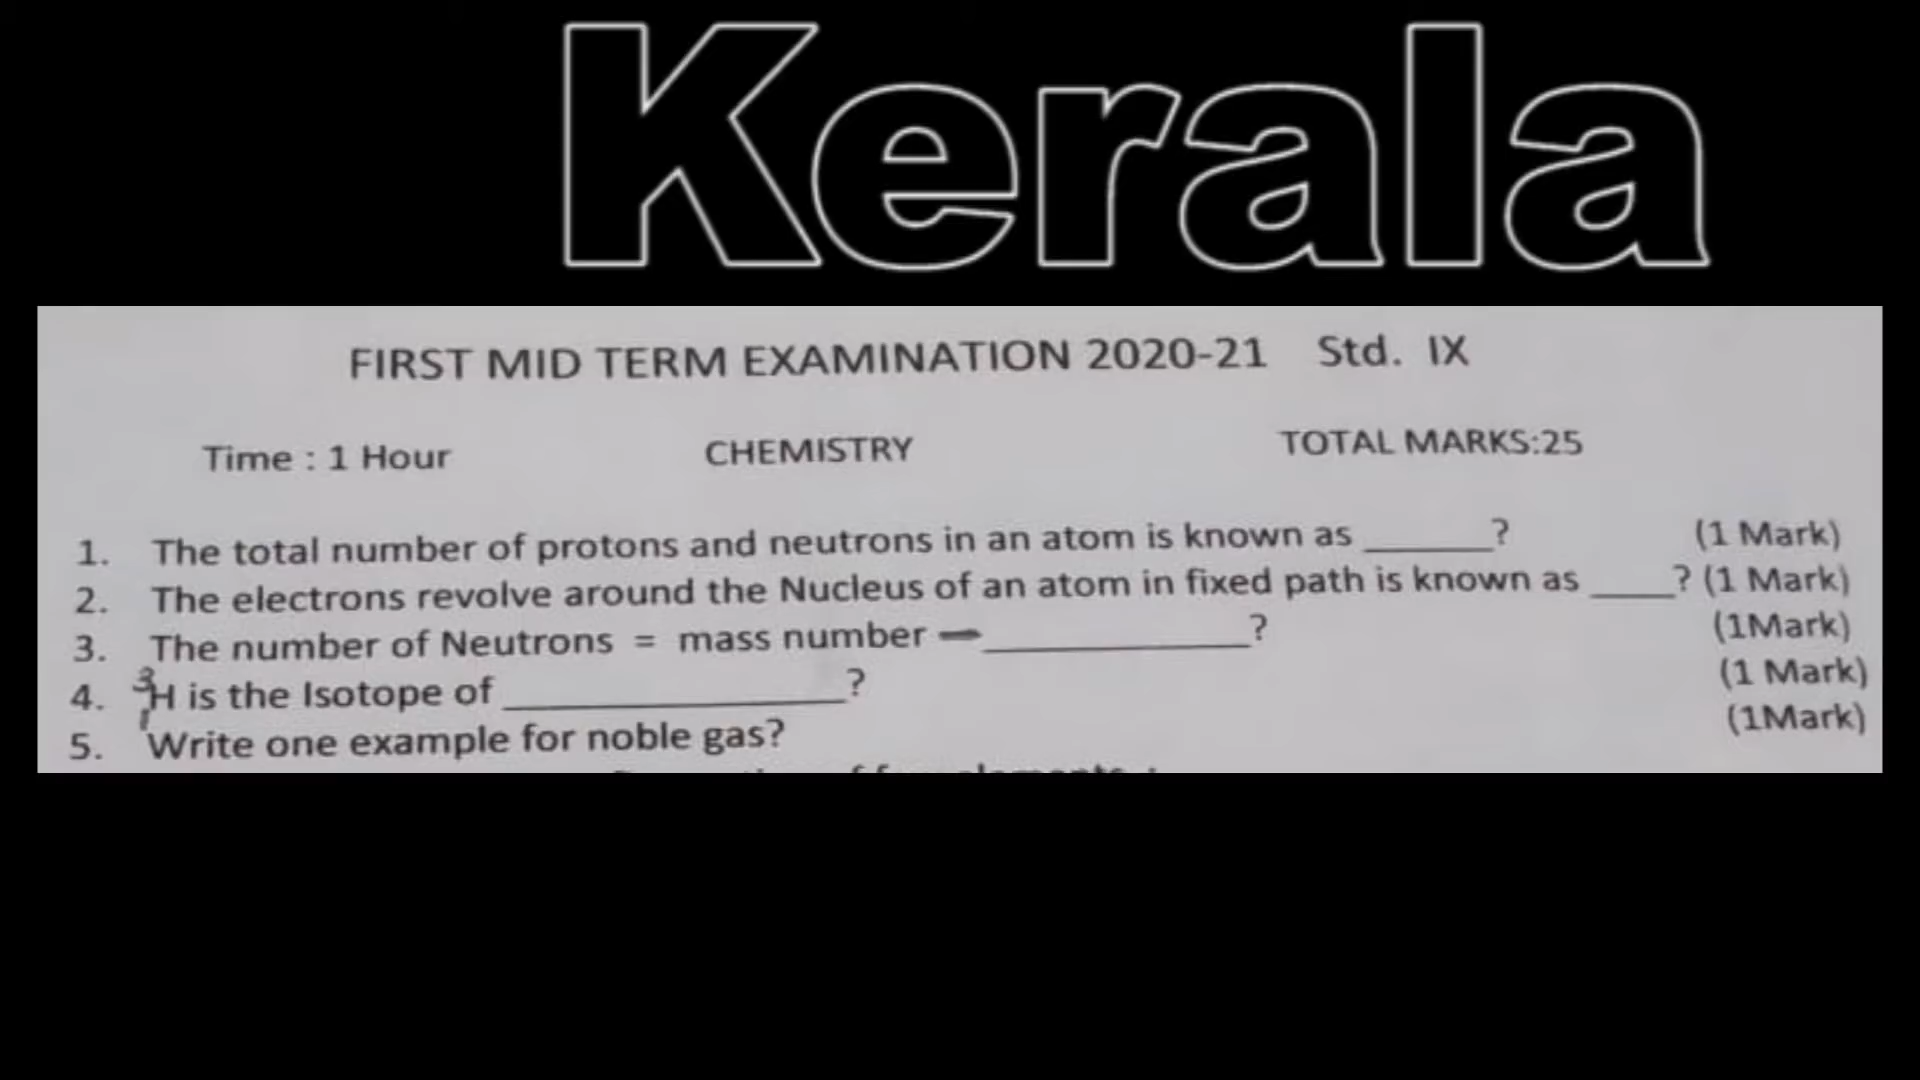 Kerala
FIRST MID TERM EXAMINATION 2020-21 Std. IX
Time : 1 Hour CHEMISTRY TOTAL MARKS:25
1. The total number of protons and neutrons in an atom is known as ______? (1 Mark)
2. The electrons revolve around the Nucleus of an atom in fixed path is known as ____? (1 Mark)
3. The number of Neutrons = mass number — ____________? (1Mark)
4. ³₁H is the Isotope of ________________? (1 Mark)
5. Write one example for noble gas? (1Mark)